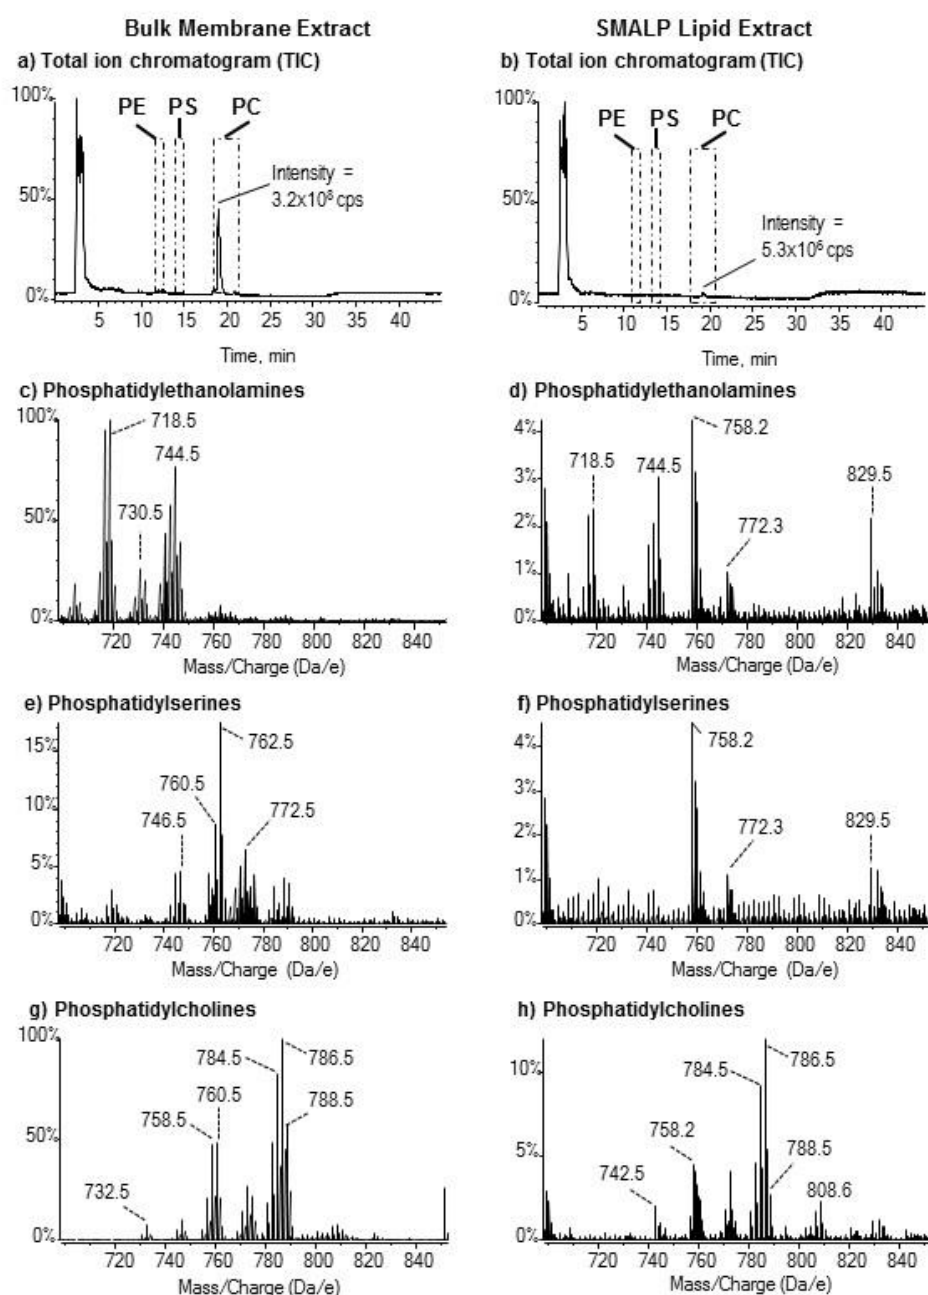 Bulk Membrane Extract
SMALP Lipid Extract
a) Total ion chromatogram (TIC)
b) Total ion chromatogram (TIC)
100%
50%
0%
PE PS PC
Intensity =
3.2x10⁸ cps
5 10 15 20 25 30 35 40
Time, min
100%
50%
0%
PE PS PC
Intensity =
5.3x10⁶ cps
5 10 15 20 25 30 35 40
Time, min
c) Phosphatidylethanolamines
100%
50%
0%
718.5
744.5
730.5
720 740 760 780 800 820 840
Mass/Charge (Da/e)
d) Phosphatidylethanolamines
4%
3%
2%
1%
0%
758.2
718.5
744.5
829.5
772.3
720 740 760 780 800 820 840
Mass/Charge (Da/e)
e) Phosphatidylserines
15%
10%
5%
0%
762.5
760.5
746.5
772.5
720 740 760 780 800 820 840
Mass/Charge (Da/e)
f) Phosphatidylserines
4%
3%
2%
1%
0%
758.2
772.3
829.5
720 740 760 780 800 820 840
Mass/Charge (Da/e)
g) Phosphatidylcholines
100%
50%
0%
784.5
786.5
760.5
788.5
758.5
732.5
720 740 760 780 800 820 840
Mass/Charge (Da/e)
h) Phosphatidylcholines
10%
5%
0%
786.5
784.5
758.2
788.5
742.5
808.6
720 740 760 780 800 820 840
Mass/Charge (Da/e)